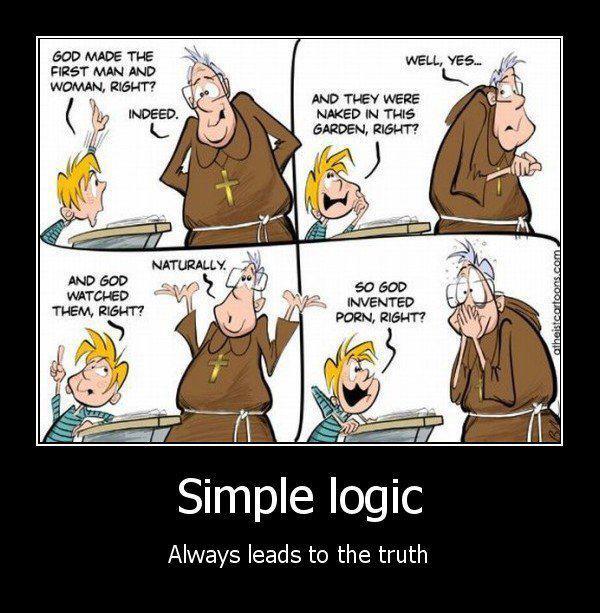 GOD MADE THE
FIRST MAN AND
WOMAN, RIGHT?
INDEED.
WELL, YES...
AND THEY WERE
NAKED IN THIS
GARDEN, RIGHT?
NATURALLY.
AND GOD
WATCHED
THEM, RIGHT?
SO GOD
INVENTED
PORN, RIGHT?
atheistcartoons.com
Simple logic
Always leads to the truth